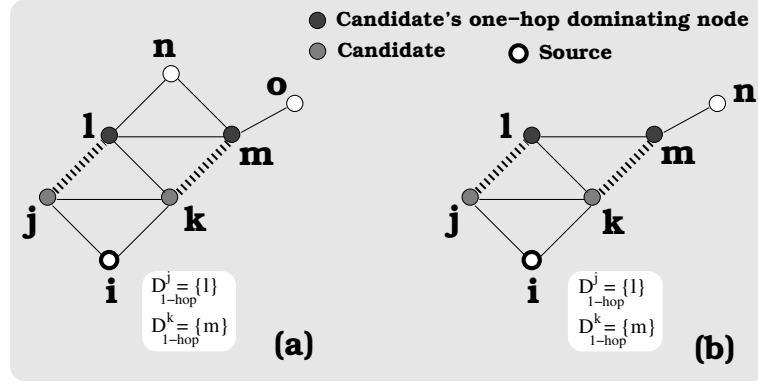 Candidate's one-hop dominating node
Candidate
Source
n
o
l
m
j
k
i
D^j_1-hop = {l}
D^k_1-hop = {m}
(a)
n
l
m
j
k
i
D^j_1-hop = {l}
D^k_1-hop = {m}
(b)